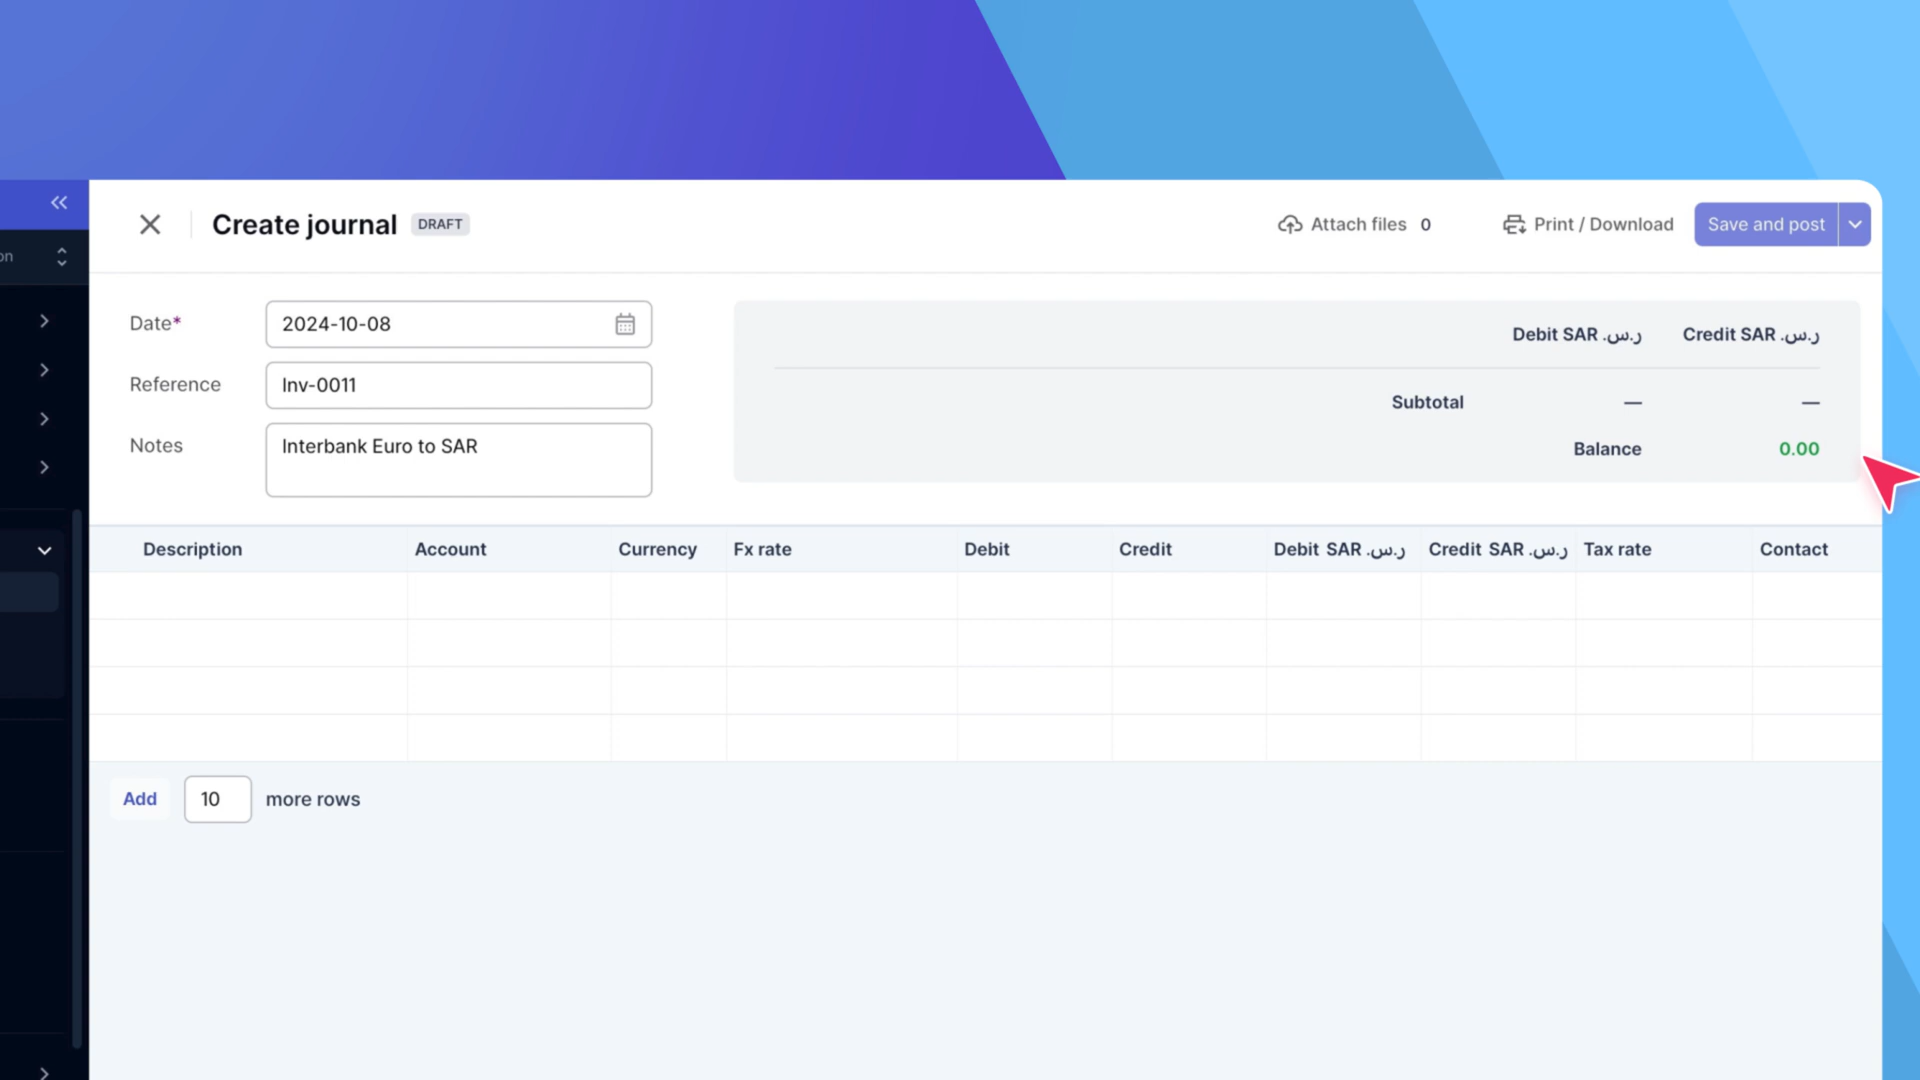 Create journal DRAFT Attach files 0 Print / Download Save and post
on
Date* 2024-10-08
Debit SAR ر.س. Credit SAR ر.س.
Reference Inv-0011
Subtotal — —
Notes Interbank Euro to SAR
Balance 0.00
Description Account Currency Fx rate Debit Credit Debit SAR ر.س. Credit SAR ر.س. Tax rate Contact
Add 10 more rows